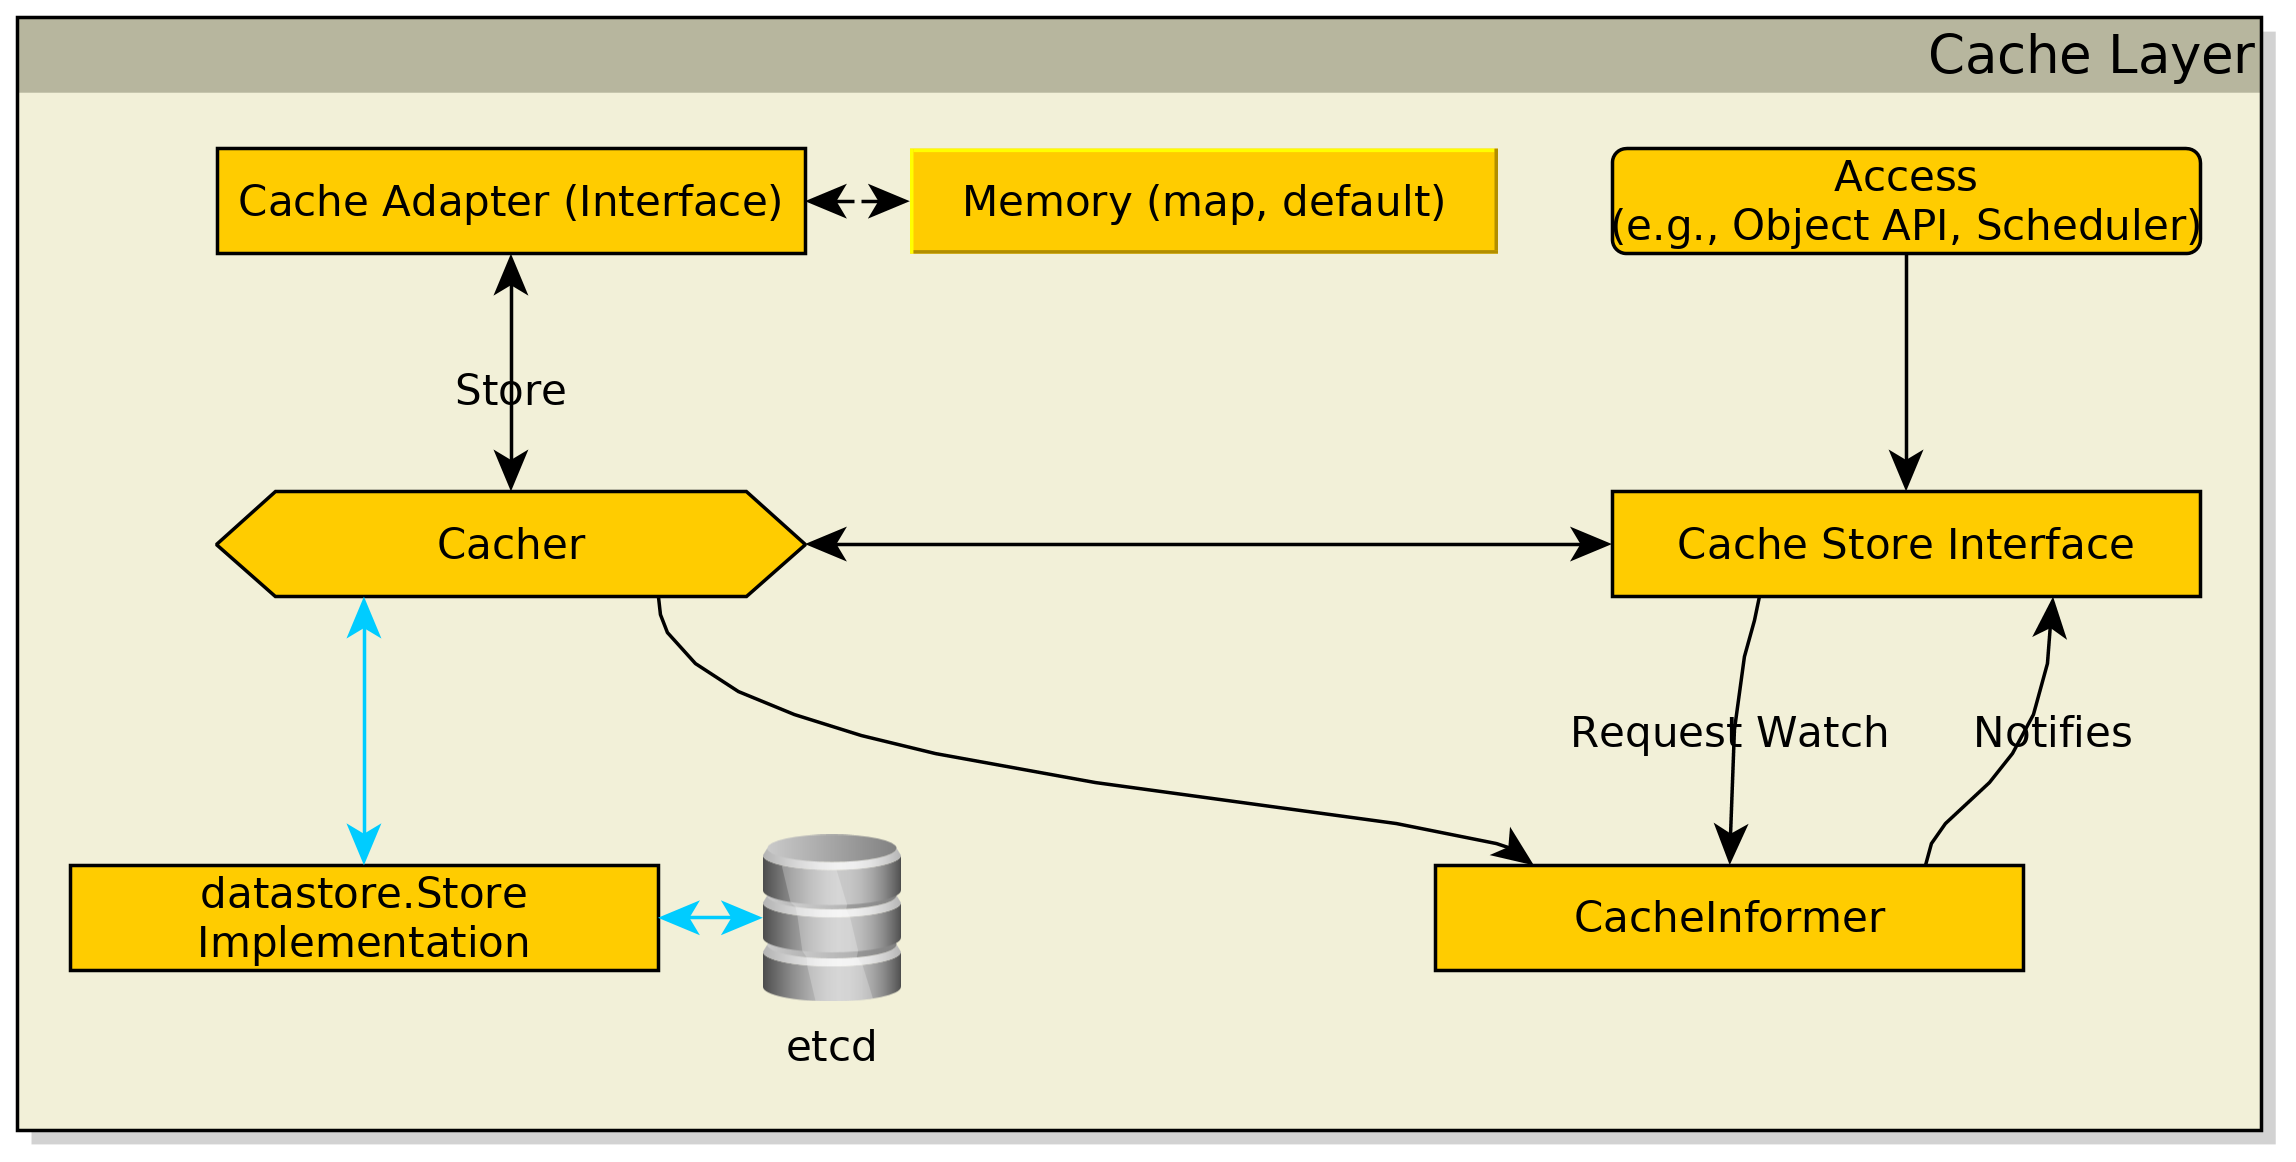 Cache Layer
Cache Adapter (Interface)
Memory (map, default)
Access
(e.g., Object API, Scheduler)
Store
Cacher
Cache Store Interface
Request Watch
Notifies
datastore.Store
Implementation
CacheInformer
etcd